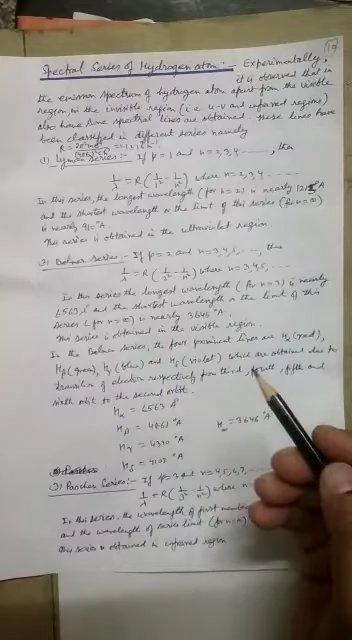 Spectral Series of Hydrogen atom:- Experimentally,
it is observed that in
the emission spectrum of hydrogen atom apart from the visible
region, in the invisible region (i.e. u-v and infrared regions)
also have some spectral lines are obtained these lines have
been classified in different series namely
1) Lyman Series:- If p=1 and n=2,3,4 ....., then
1/λ = R(1/1² - 1/n²) where n=2,3,4 .....
In this series, the longest wavelength (for n=2) is nearly
and the shortest wavelength or the limit of this series (for n=∞)
is nearly 912 °A
This series is obtained in the ultraviolet region.
2) Balmer Series:- If p=2 and n=3,4,5 ....., then
1/λ = R(1/2² - 1/n²) where n=3,4,5, .....
In this series the longest wavelength (for n=3) is nearly
6563 Å and the shortest wavelength or the limit of this
series (for n=∞) is nearly 3646 °A.
This series is obtained in the visible region.
In the Balmer series, the four prominent lines are Hα (red),
Hβ (green), Hγ (blue) and Hδ (violet) which are obtained due to
transition of electron respectively from third, fourth, fifth and
sixth orbit to the second orbit.
Hα = 6563 Å
Hβ = 4861 °A
H∞ = 3646 °A
Hγ = 4340 °A
Hδ = 4102 °A
3) Paschen Series:- If p=3 and n=4,5,6,7, .....
1/λ = R(1/3² - 1/n²) where n
In this series, the wavelength of first member
and the wavelength of series limit (for n=∞)
This series is obtained in infrared region